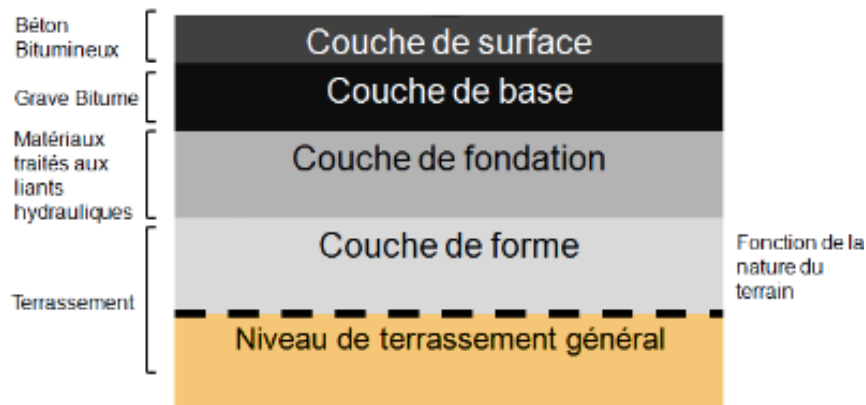 Béton
Bitumineux
Couche de surface
Grave Bitume
Couche de base
Matériaux
traités aux
liants
hydrauliques
Couche de fondation
Couche de forme
Fonction de la
nature du
terrain
Terrassement
Niveau de terrassement général